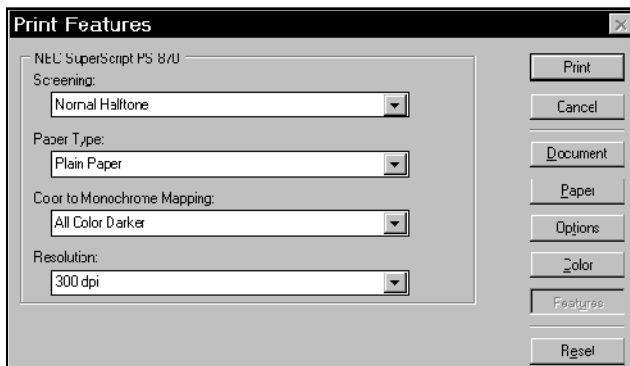 Print Features
NEC SuperScript PS 870
Screening:
Normal Halftone
Paper Type:
Plain Paper
Color to Monochrome Mapping:
All Color Darker
Resolution:
300 dpi
Print
Cancel
Document
Paper
Options
Color
Features
Reset